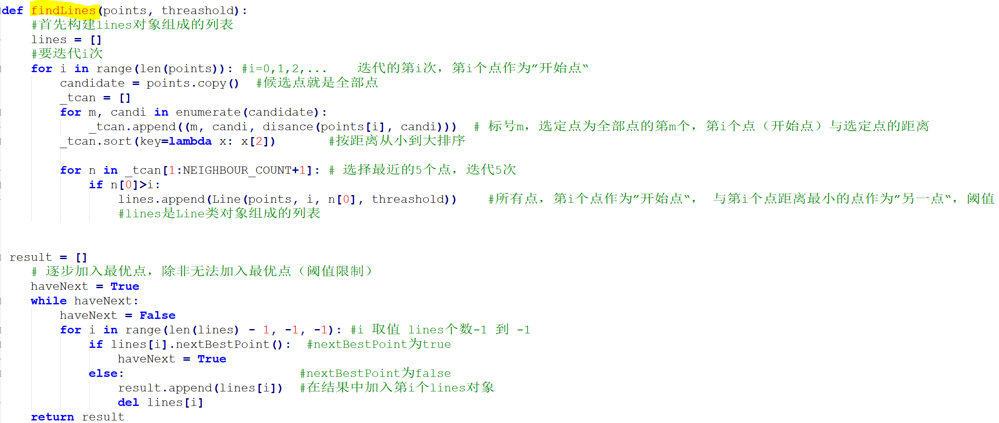 def findLines(points, threashold):
    #首先构建lines对象组成的列表
    lines = []
    #要迭代i次
    for i in range(len(points)): #i=0,1,2,...    迭代的第i次，第i个点作为”开始点“
        candidate = points.copy()  #候选点就是全部点
        _tcan = []
        for m, candi in enumerate(candidate):
            _tcan.append((m, candi, disance(points[i], candi)))  # 标号m，选定点为全部点的第m个，第i个点（开始点）与选定点的距离
        _tcan.sort(key=lambda x: x[2])       #按距离从小到大排序
        for n in _tcan[1:NEIGHBOUR_COUNT+1]: # 选择最近的5个点，迭代5次
            if n[0]>i:
                lines.append(Line(points, i, n[0], threashold))    #所有点，第i个点作为”开始点“， 与第i个点距离最小的点作为”另一点“，阈值
                #lines是Line类对象组成的列表
 result = []
    # 逐步加入最优点，除非无法加入最优点（阈值限制）
    haveNext = True
    while haveNext:
        haveNext = False
        for i in range(len(lines) - 1, -1, -1): #i 取值 lines个数-1 到 -1
            if lines[i].nextBestPoint():  #nextBestPoint为true
                haveNext = True
            else:                        #nextBestPoint为false
                result.append(lines[i])  #在结果中加入第i个lines对象
                del lines[i]
    return result